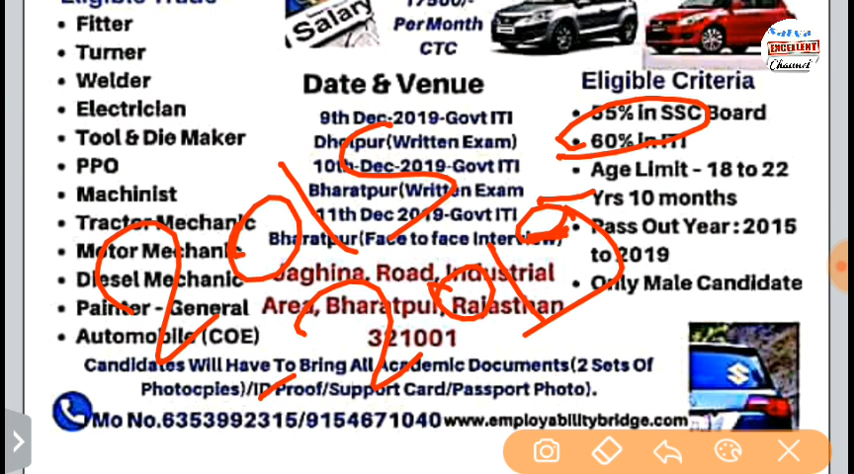 Eligible Trade
• Fitter
• Turner
• Welder
• Electrician
• Tool & Die Maker
• PPO
• Machinist
• Tractor Mechanic
• Motor Mechanic
• Diesel Mechanic
• Painter - General
• Automobile (COE)
Salary
17500/-
Per Month
CTC
Date & Venue
9th Dec-2019-Govt ITI
Dholpur(Written Exam)
10th-Dec-2019-Govt ITI
Bharatpur(Written Exam
11th Dec 2019-Govt ITI
Bharatpur(Face to face Interview)
Jaghina, Road, Industrial
Area, Bharatpur, Rajasthan
321001
EXCELLENT
Channel
Eligible Criteria
• 55% in SSC Board
• 60% in ITI
• Age Limit - 18 to 22
Yrs 10 months
• Pass Out Year : 2015
to 2019
• Only Male Candidate
2015
-2019
Candidates Will Have To Bring All Academic Documents(2 Sets Of
Photocpies)/ID Proof/Support Card/Passport Photo).
Mo No.6353992315/9154671040 www.employabilitybridge.com